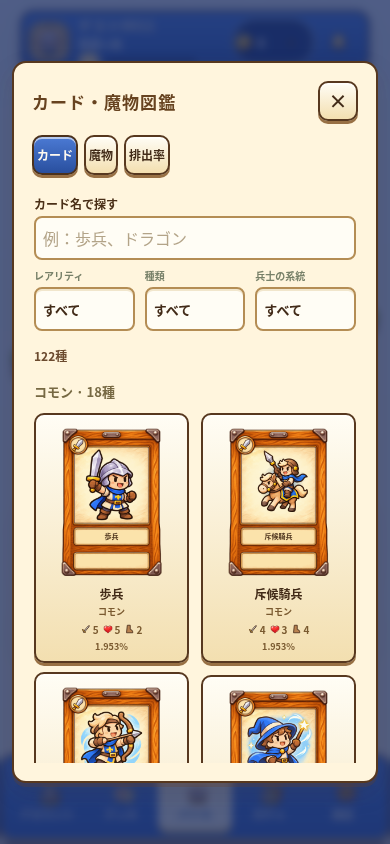 カード・魔物図鑑
カード 魔物 排出率
カード名で探す
例：歩兵、ドラゴン
レアリティ 種類 兵士の系統
すべて すべて すべて
122種
コモン · 18種
歩兵 斥候騎兵
歩兵 斥候騎兵
コモン コモン
5 5 2 4 3 4
1.953% 1.953%